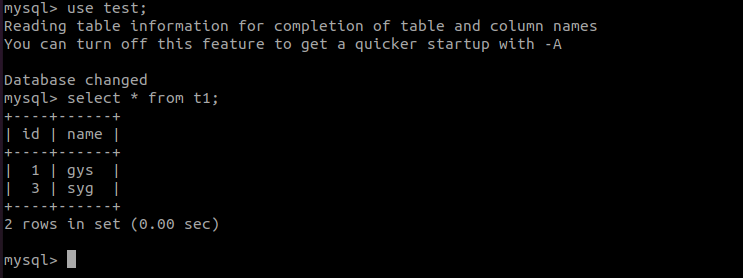 mysql> use test;
Reading table information for completion of table and column names
You can turn off this feature to get a quicker startup with -A
Database changed
mysql> select * from t1;
+----+------+
| id | name |
+----+------+
|  1 | gys  |
|  3 | syg  |
+----+------+
2 rows in set (0.00 sec)
mysql>